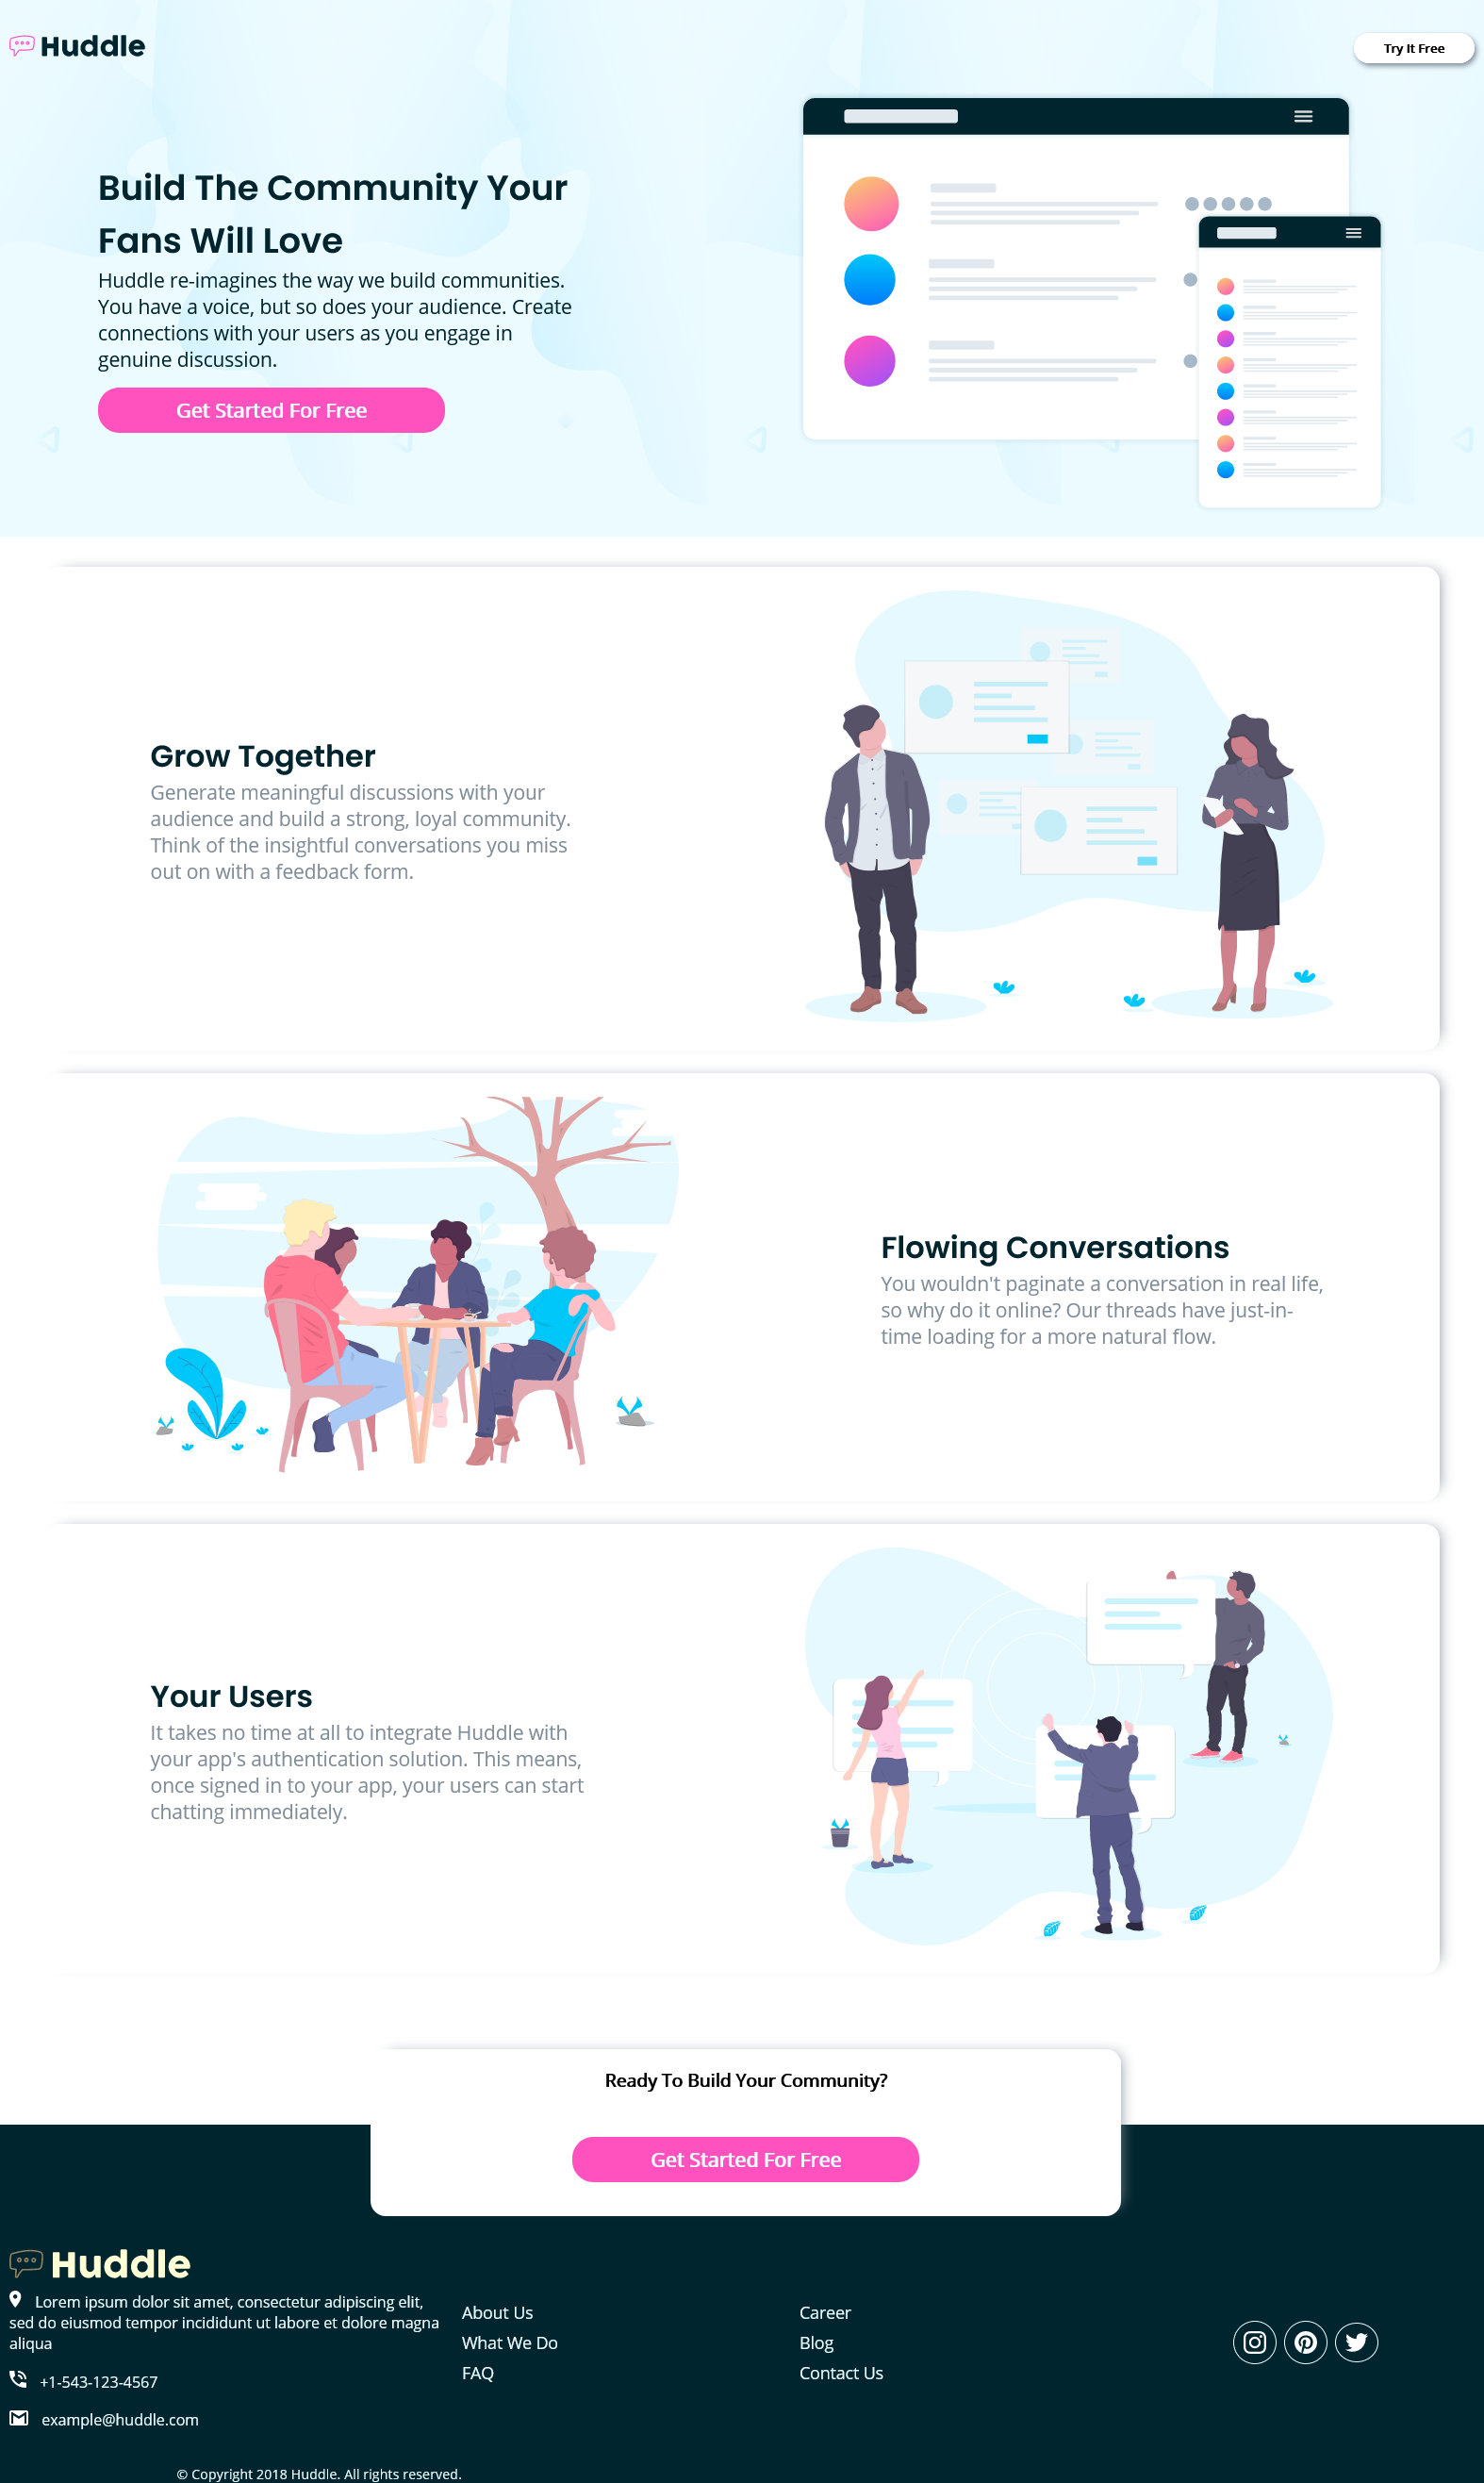 Huddle
Try It Free
Build The Community Your
Fans Will Love
Huddle re-imagines the way we build communities.
You have a voice, but so does your audience. Create
connections with your users as you engage in
genuine discussion.
Get Started For Free
Grow Together
Generate meaningful discussions with your
audience and build a strong, loyal community.
Think of the insightful conversations you miss
out on with a feedback form.
Flowing Conversations
You wouldn't paginate a conversation in real life,
so why do it online? Our threads have just-in-
time loading for a more natural flow.
Your Users
It takes no time at all to integrate Huddle with
your app's authentication solution. This means,
once signed in to your app, your users can start
chatting immediately.
Ready To Build Your Community?
Get Started For Free
Huddle
Lorem ipsum dolor sit amet, consectetur adipiscing elit,
sed do eiusmod tempor incididunt ut labore et dolore magna
aliqua
+1-543-123-4567
example@huddle.com
About Us
What We Do
FAQ
Career
Blog
Contact Us
© Copyright 2018 Huddle. All rights reserved.